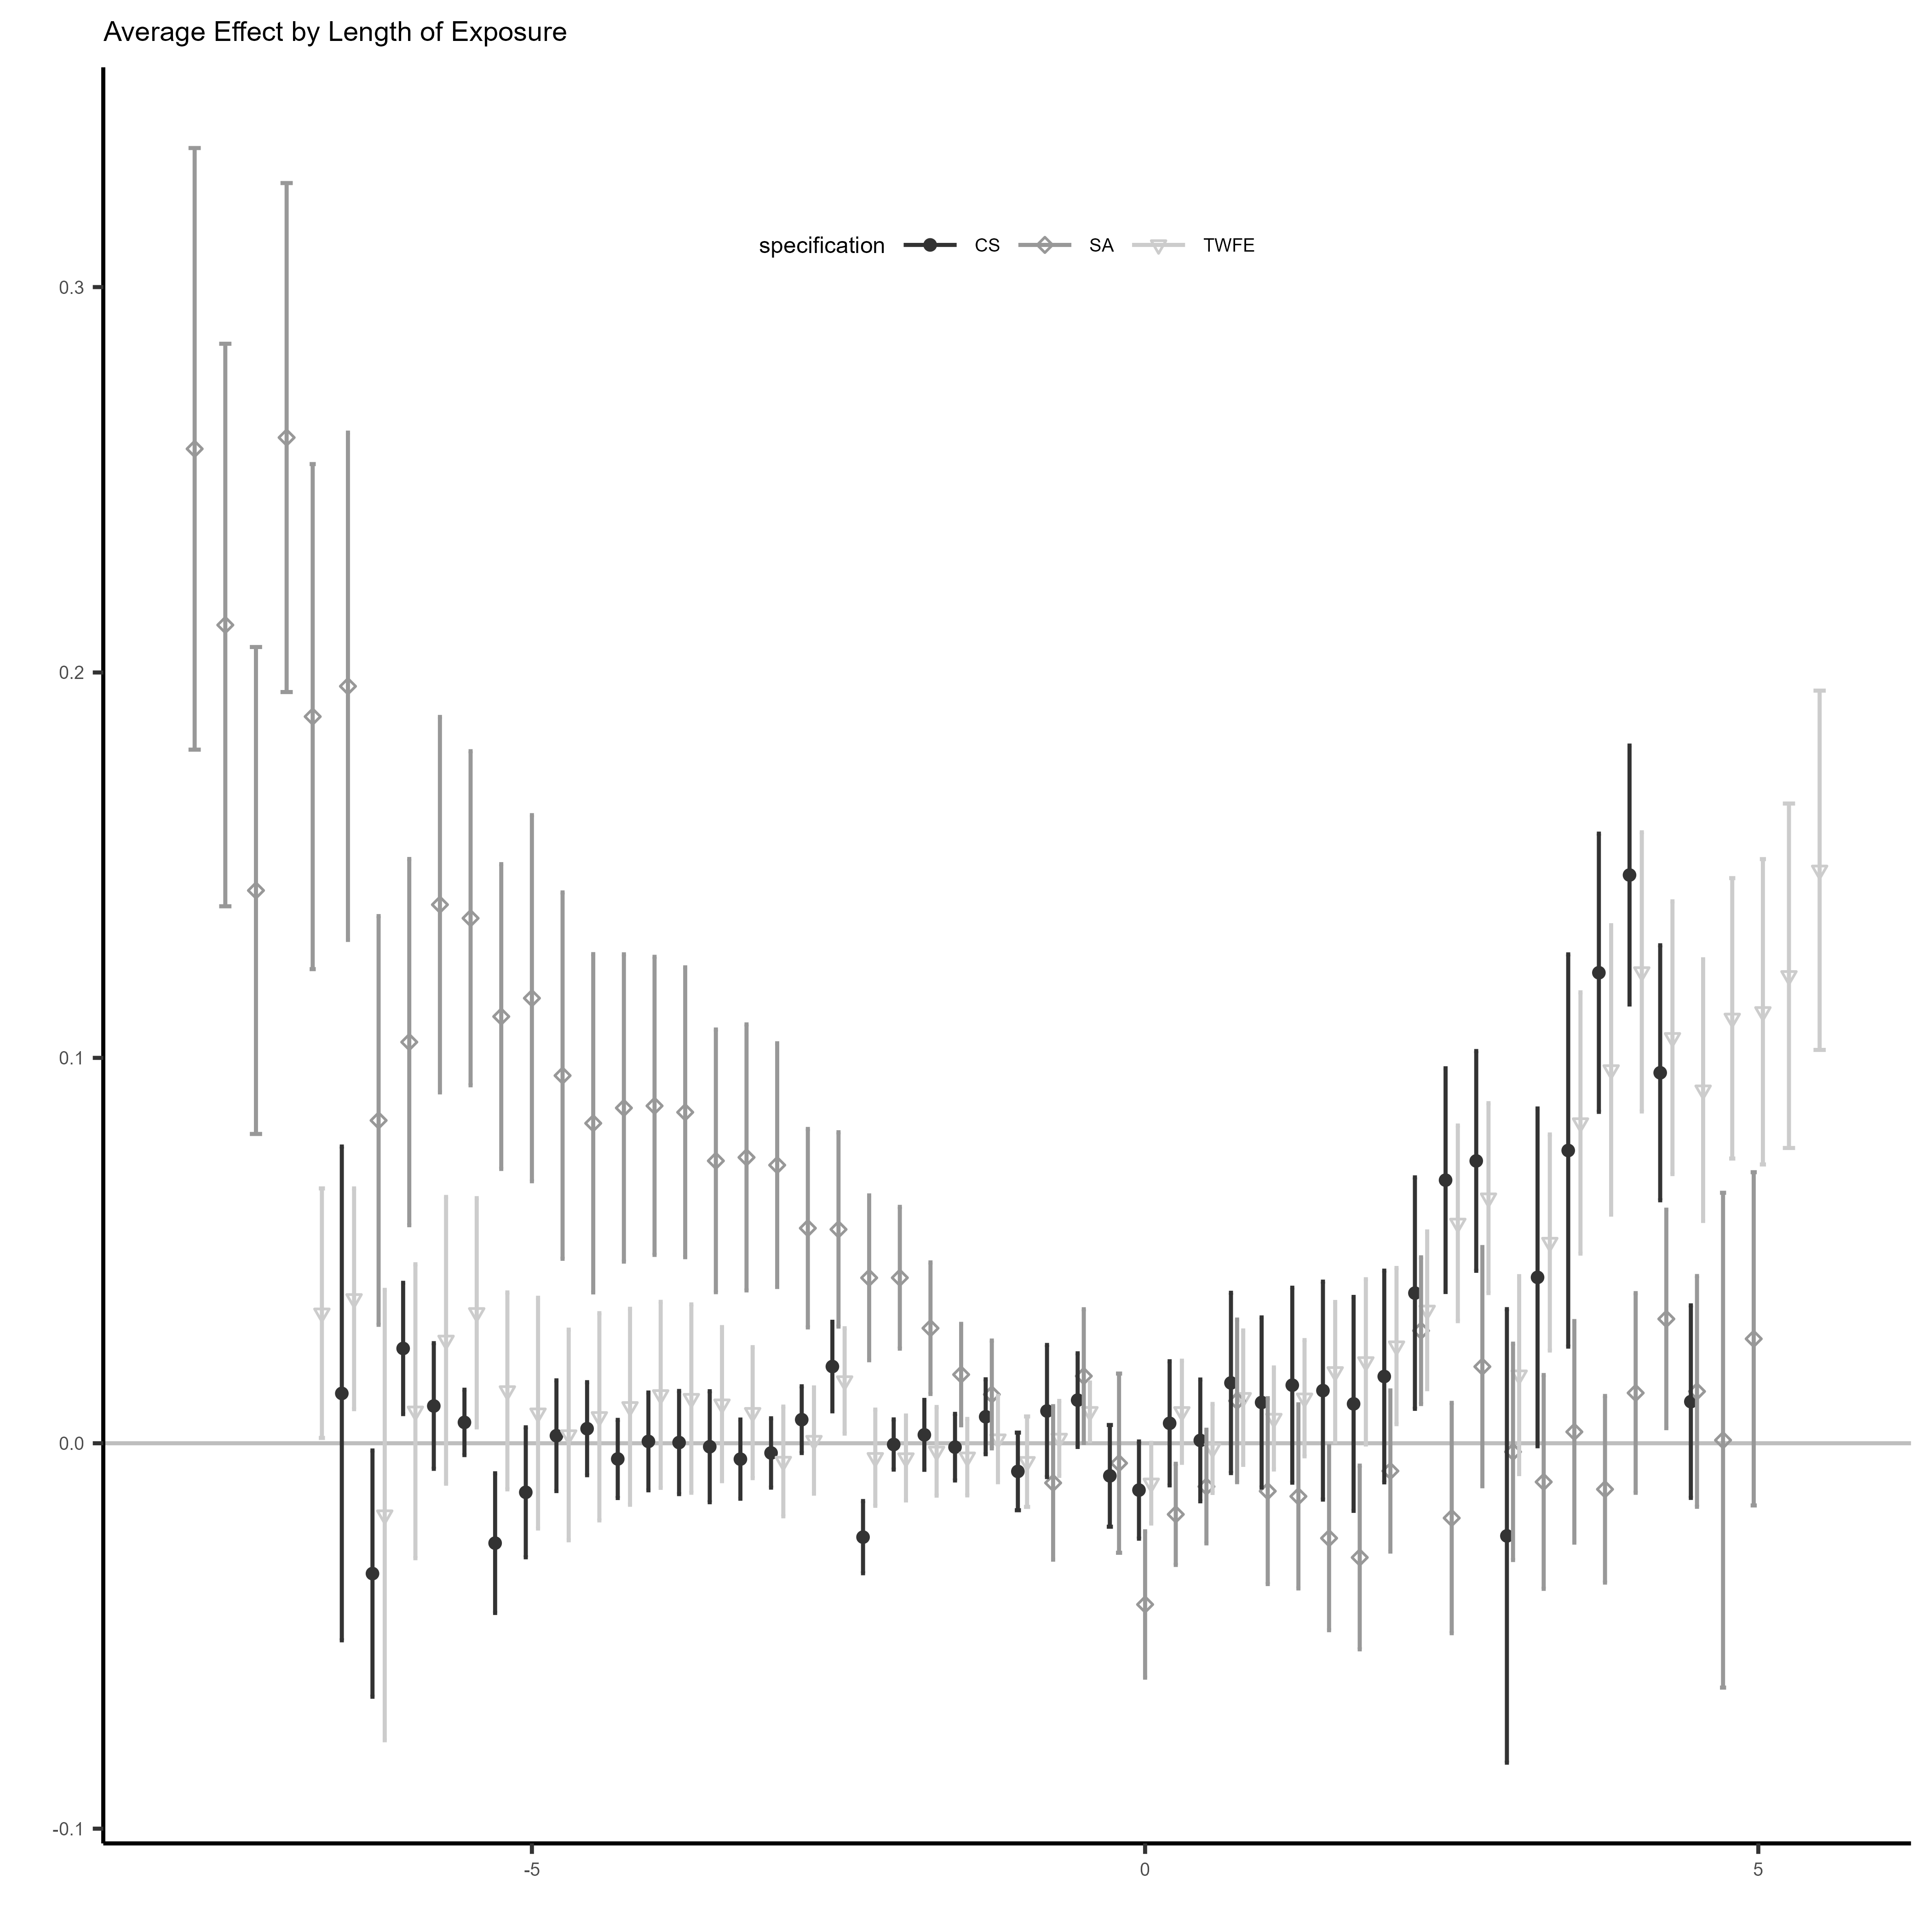 Average Effect by Length of Exposure
specification CS SA TWFE
0.3
0.2
0.1
0.0
-0.1
-5 0 5